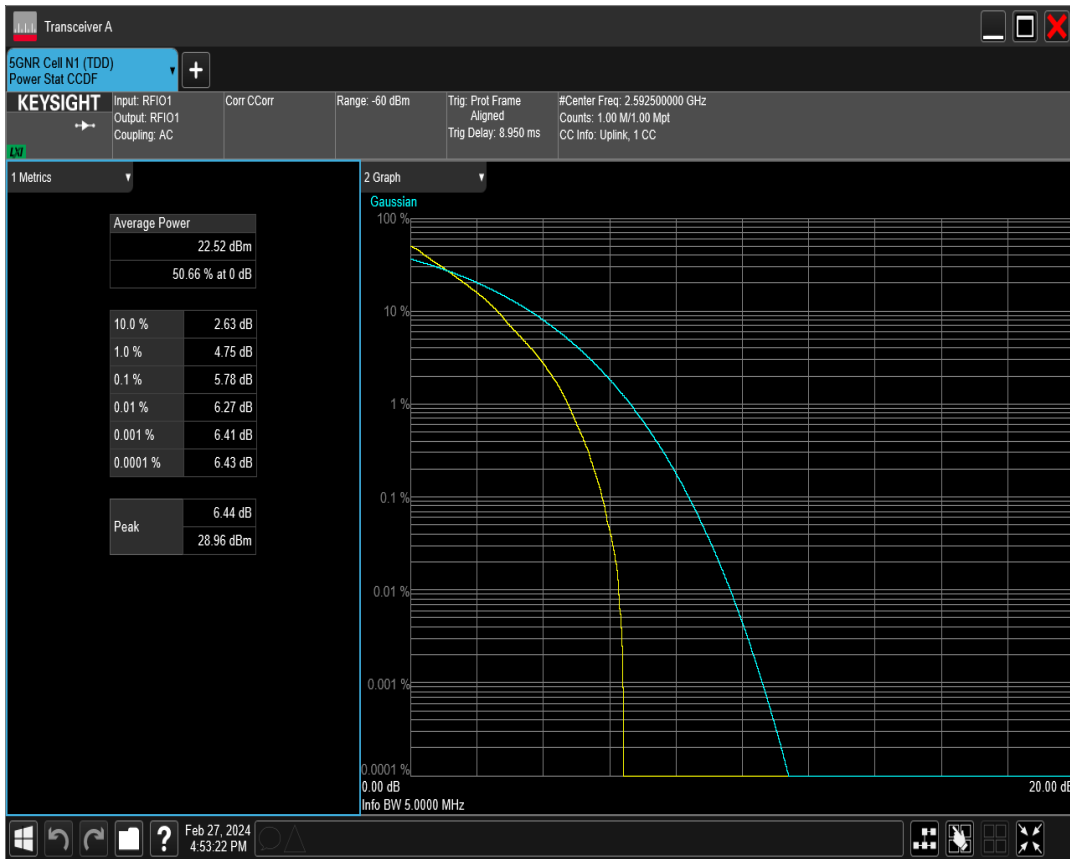 Transceiver A
5GNR Cell N1 (TDD)
Power Stat CCDF
+
KEYSIGHT
LXI
Input: RFIO1
Output: RFIO1
Coupling: AC
Corr CCorr
Range: -60 dBm
Trig: Prot Frame
Aligned
Trig Delay: 8.950 ms
#Center Freq: 2.592500000 GHz
Counts: 1.00 M/1.00 Mpt
CC Info: Uplink, 1 CC
1 Metrics
Average Power
22.52 dBm
50.66 % at 0 dB
10.0 % 2.63 dB
1.0 % 4.75 dB
0.1 % 5.78 dB
0.01 % 6.27 dB
0.001 % 6.41 dB
0.0001 % 6.43 dB
Peak
6.44 dB
28.96 dBm
2 Graph
Gaussian
100 %
10 %
1 %
0.1 %
0.01 %
0.001 %
0.0001 %
0.00 dB 20.00 dB
Info BW 5.0000 MHz
?
Feb 27, 2024
4:53:22 PM